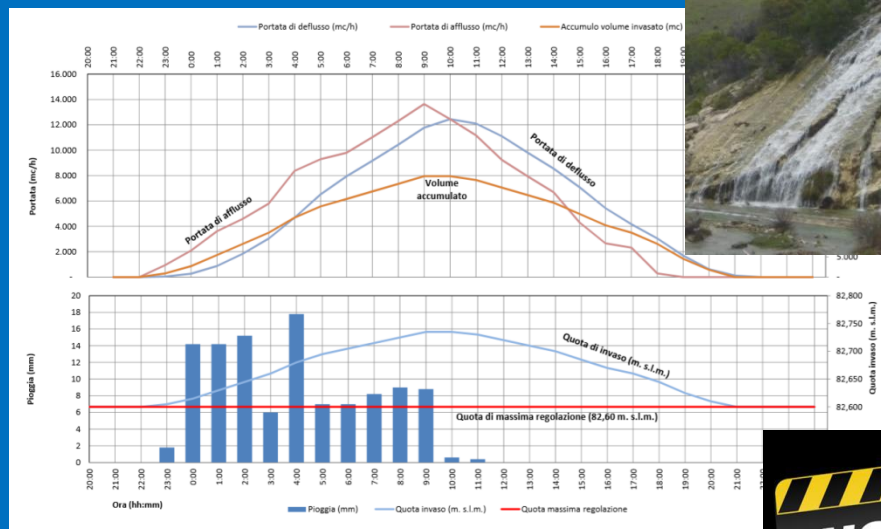 Portata di deflusso (mc/h) Portata di afflusso (mc/h) Accumulo volume invasato (mc)
20:00 21:00 22:00 23:00 0:00 1:00 2:00 3:00 4:00 5:00 6:00 7:00 8:00 9:00 10:00 11:00 12:00 13:00 14:00 15:00 16:00 17:00 18:00 19:00
Portata (mc/h)
16.000
14.000
12.000
10.000
8.000
6.000
4.000
2.000
-
Portata di afflusso
Volume
accumulato
Portata di deflusso
5.000
-
Pioggia (mm)
20
18
16
14
12
10
8
6
4
2
0
Quota di invaso (m. s.l.m.)
Quota di massima regolazione (82,60 m. s.l.m.)
82,800
82,750
82,700
82,650
82,600
Quota invaso (m. s.l.m.)
20:00 21:00 22:00 23:00 0:00 1:00 2:00 3:00 4:00 5:00 6:00 7:00 8:00 9:00 10:00 11:00 12:00 13:00 14:00 15:00 16:00 17:00 18:00 19:00 20:00 21:00
Ora (hh:mm)
Pioggia (mm) Quota invaso (m. s.l.m.) Quota massima regolazione